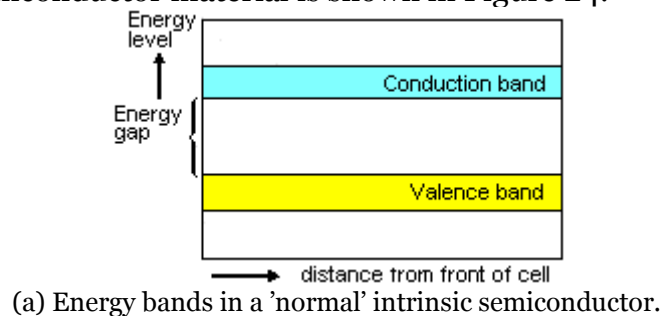 Energy
level
Conduction band
Energy
gap
Valence band
distance from front of cell
(a) Energy bands in a ’normal’ intrinsic semiconductor.